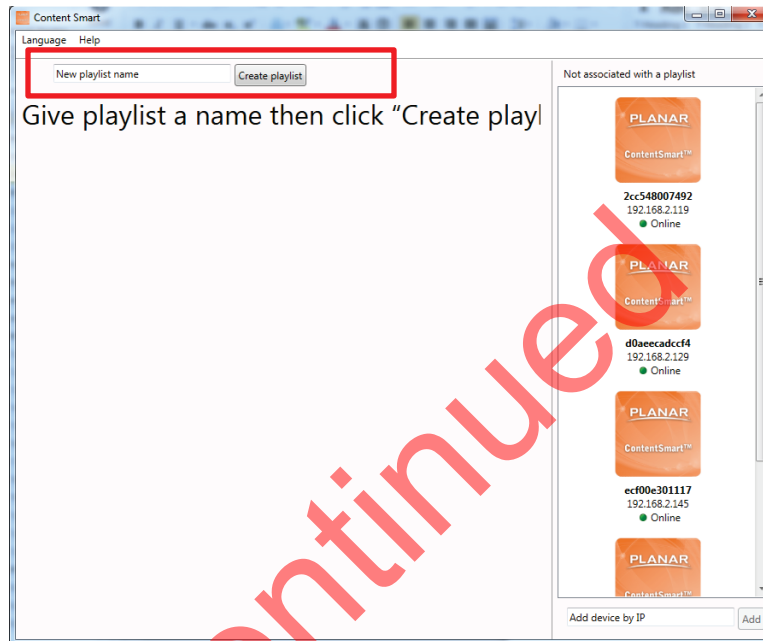 Content Smart
Language Help
New playlist name
Create playlist
Give playlist a name then click “Create playl
Not associated with a playlist
PLANAR
ContentSmart™
2cc548007492
192.168.2.119
Online
PLANAR
ContentSmart™
d0aeecadccf4
192.168.2.129
Online
PLANAR
ContentSmart™
ecf00e301117
192.168.2.145
Online
PLANAR
ContentSmart™
Add device by IP
Add
ontinued